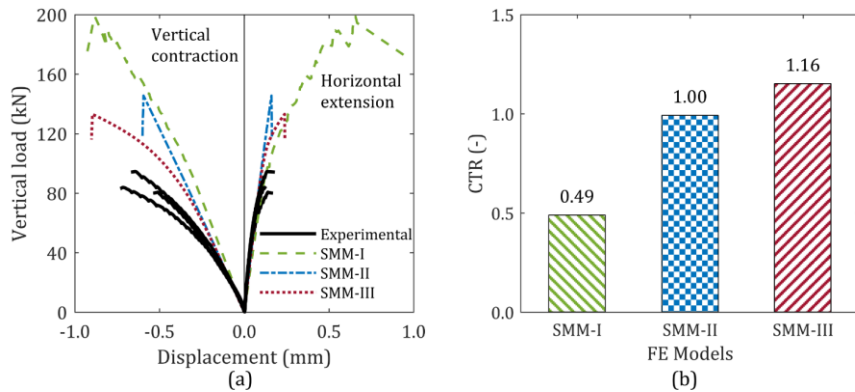 200
160
120
80
40
0
Vertical load (kN)
Vertical
contraction
Horizontal
extension
Experimental
SMM-I
SMM-II
SMM-III
-1.0
-0.5
0.0
0.5
1.0
Displacement (mm)
(a)
1.5
1.0
0.5
0.0
CTR (-)
0.49
1.00
1.16
SMM-I
SMM-II
SMM-III
FE Models
(b)